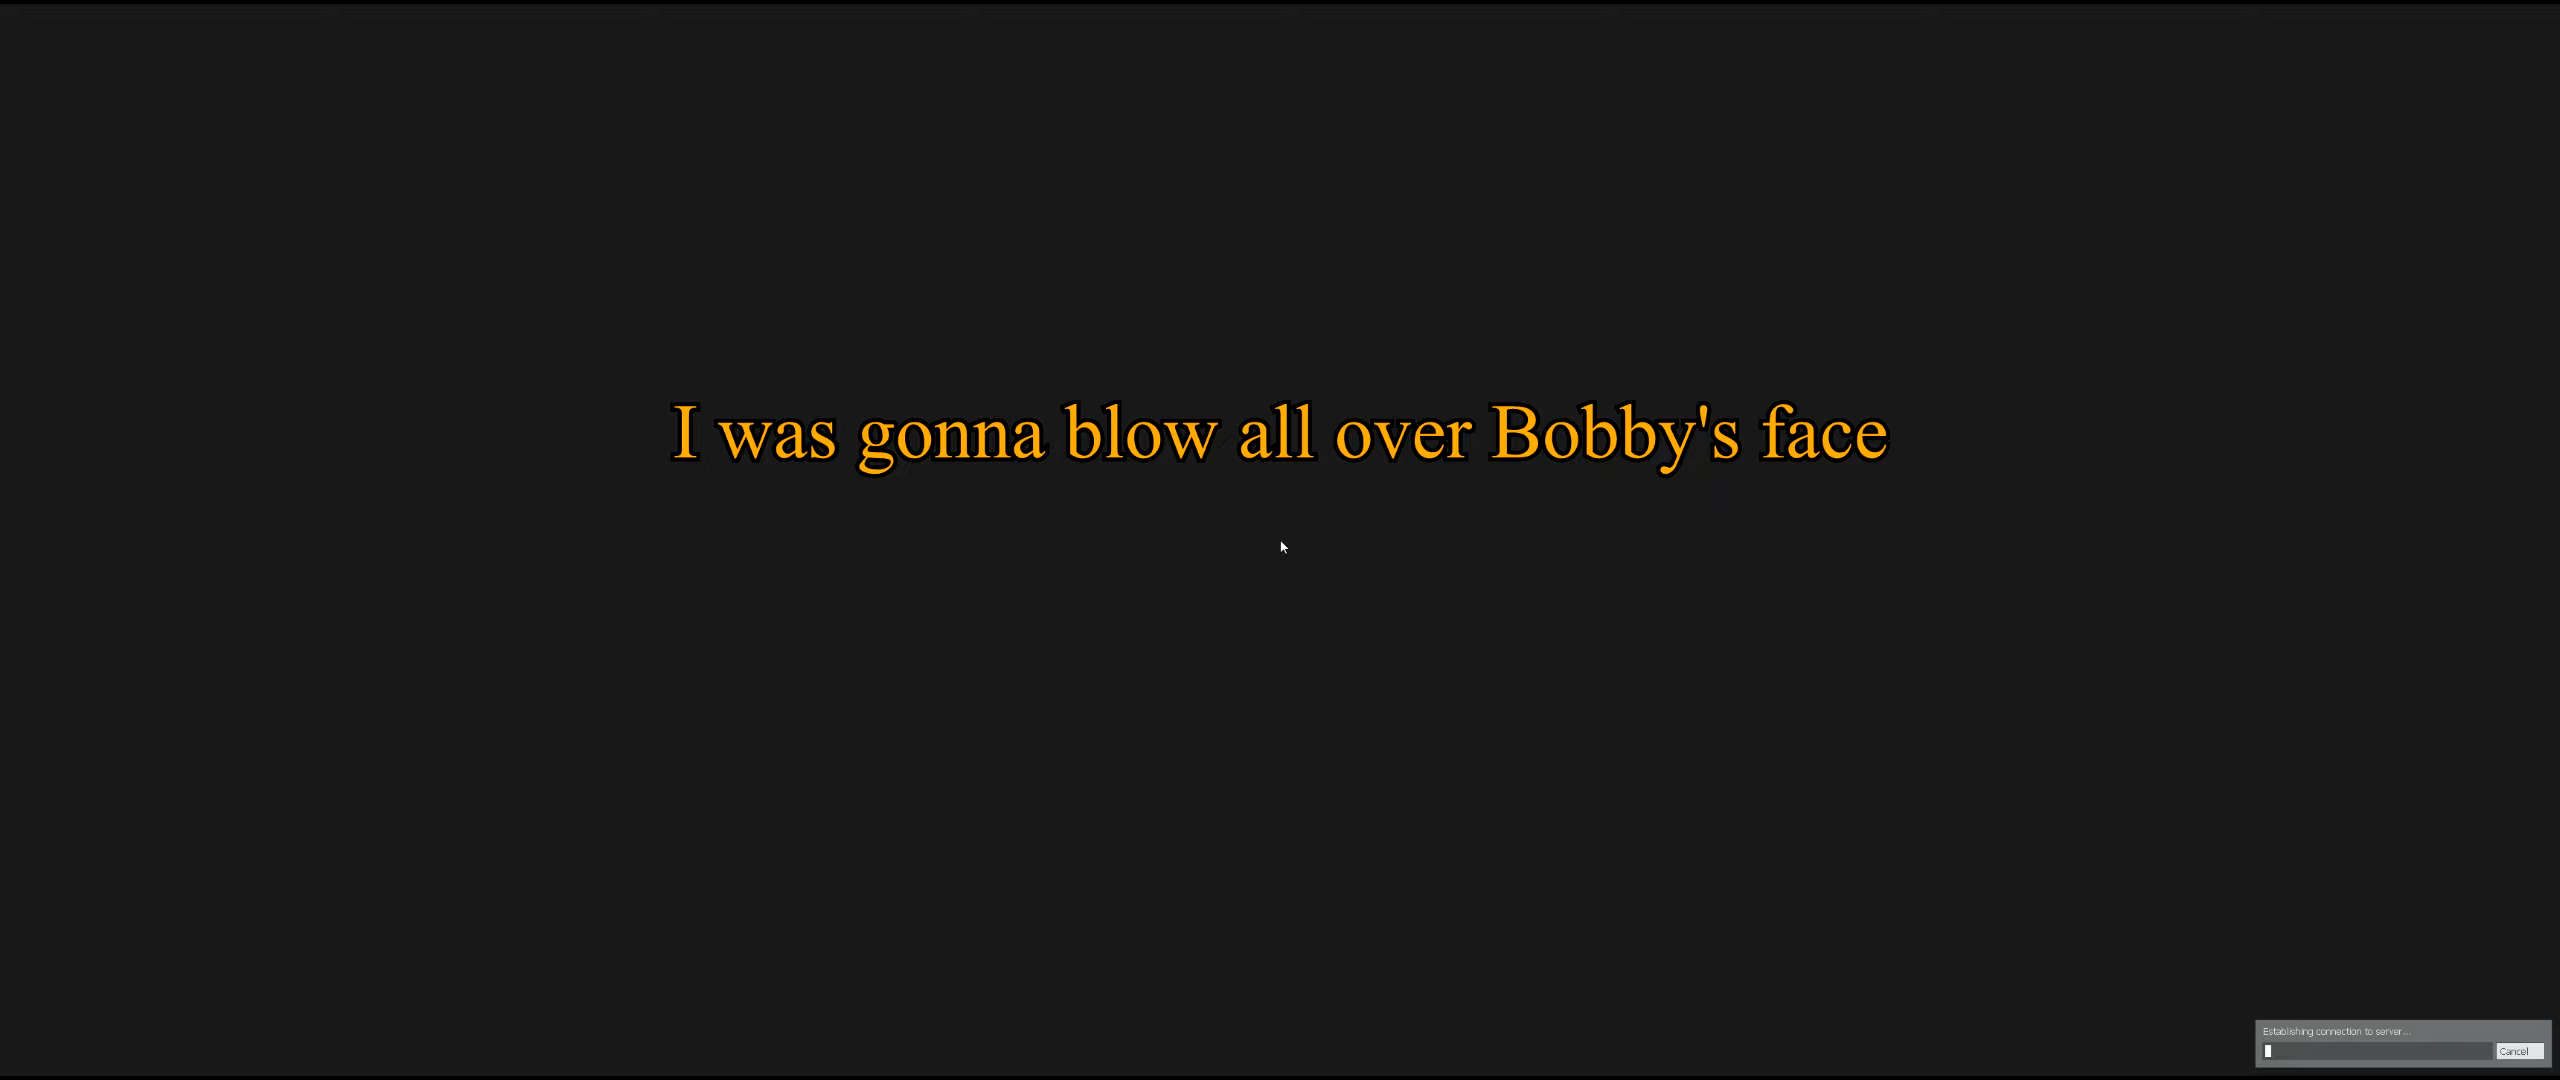 I was gonna blow all over Bobby's face
Establishing connection to server...
Cancel